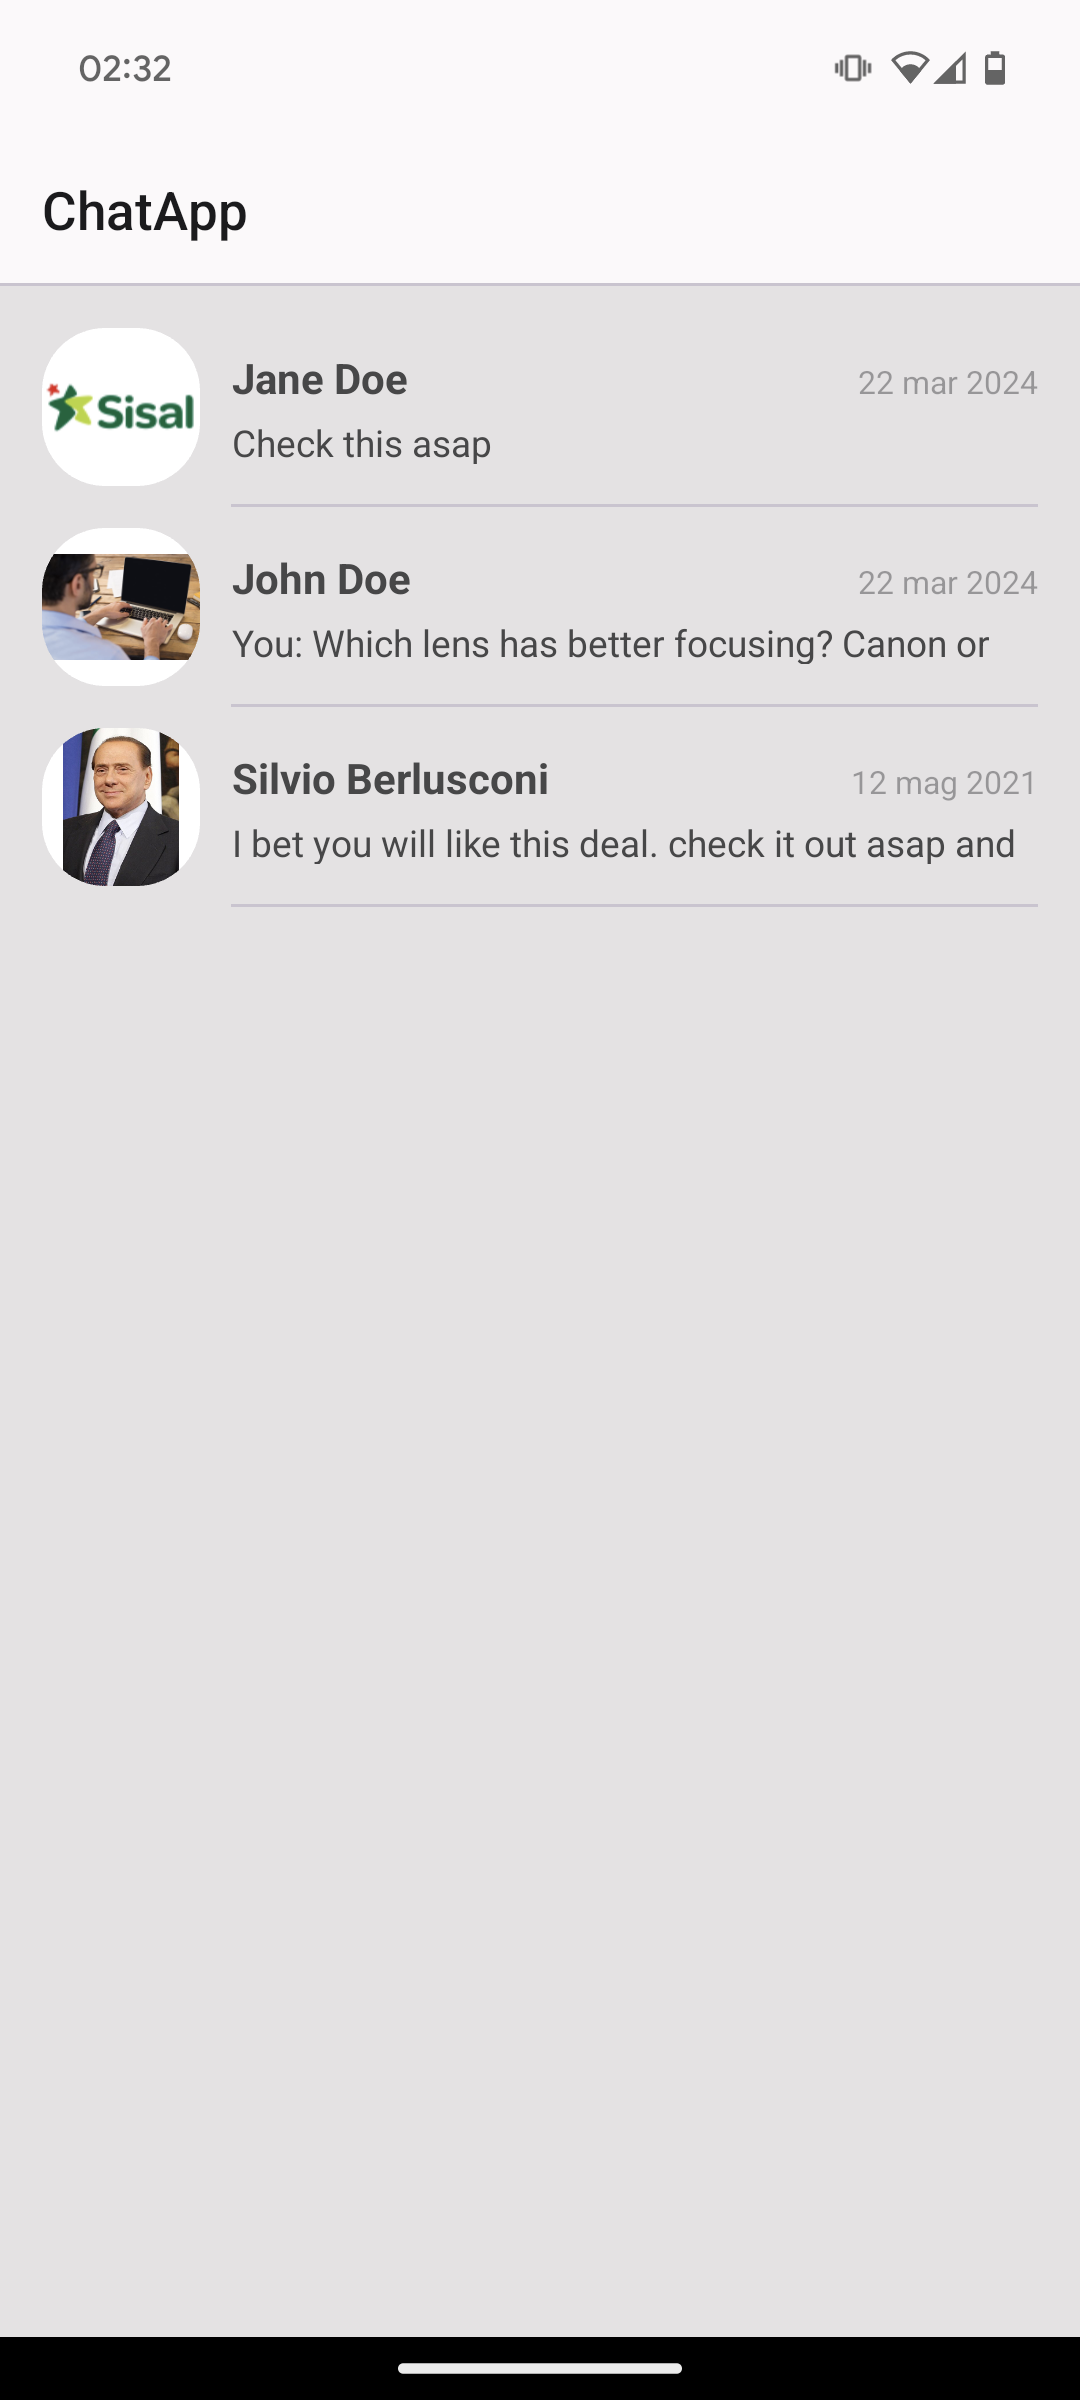 02:32
ChatApp
Sisal
Jane Doe
22 mar 2024
Check this asap
John Doe
22 mar 2024
You: Which lens has better focusing? Canon or
Silvio Berlusconi
12 mag 2021
I bet you will like this deal. check it out asap and